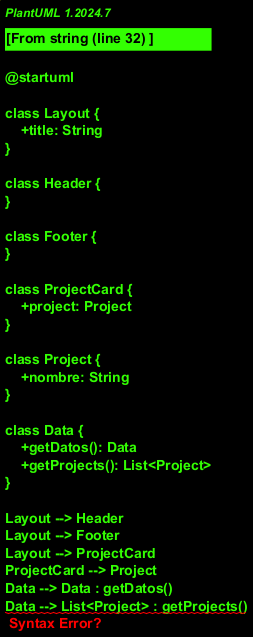 PlantUML 1.2024.7
[From string (line 32) ]
@startuml
class Layout {
+title: String
}
class Header {
}
class Footer {
}
class ProjectCard {
+project: Project
}
class Project {
+nombre: String
}
class Data {
+getDatos(): Data
+getProjects(): List<Project>
}
Layout --> Header
Layout --> Footer
Layout --> ProjectCard
ProjectCard --> Project
Data --> Data : getDatos()
Data --> List<Project> : getProjects()
Syntax Error?